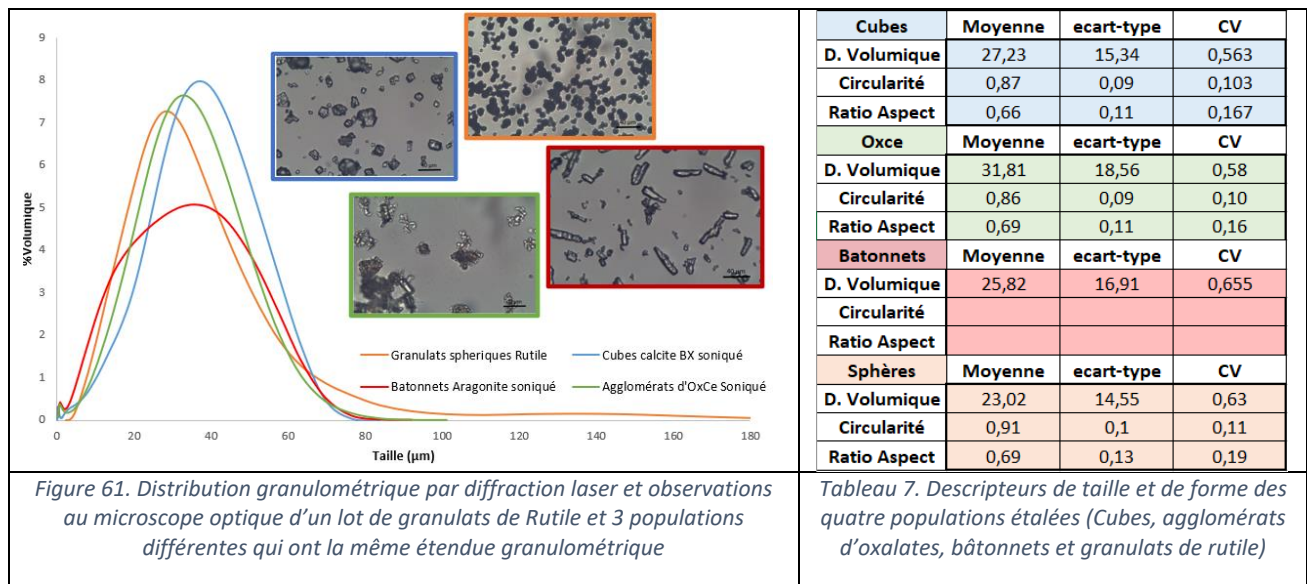 9
8
7
6
5
4
3
2
1
0
%Volumique
0 20 40 60 80 100 120 140 160 180
Taille (µm)
Granulats spheriques Rutile
Cubes calcite BX soniqué
Batonnets Aragonite soniqué
Agglomérats d'OxCe Soniqué
Figure 61. Distribution granulométrique par diffraction laser et observations
au microscope optique d'un lot de granulats de Rutile et 3 populations
différentes qui ont la même étendue granulométrique
Cubes Moyenne ecart-type CV
D. Volumique 27,23 15,34 0,563
Circularité 0,87 0,09 0,103
Ratio Aspect 0,66 0,11 0,167
Oxce Moyenne ecart-type CV
D. Volumique 31,81 18,56 0,58
Circularité 0,86 0,09 0,10
Ratio Aspect 0,69 0,11 0,16
Batonnets Moyenne ecart-type CV
D. Volumique 25,82 16,91 0,655
Circularité
Ratio Aspect
Sphères Moyenne ecart-type CV
D. Volumique 23,02 14,55 0,63
Circularité 0,91 0,1 0,11
Ratio Aspect 0,69 0,13 0,19
Tableau 7. Descripteurs de taille et de forme des
quatre populations étalées (Cubes, agglomérats
d'oxalates, bâtonnets et granulats de rutile)